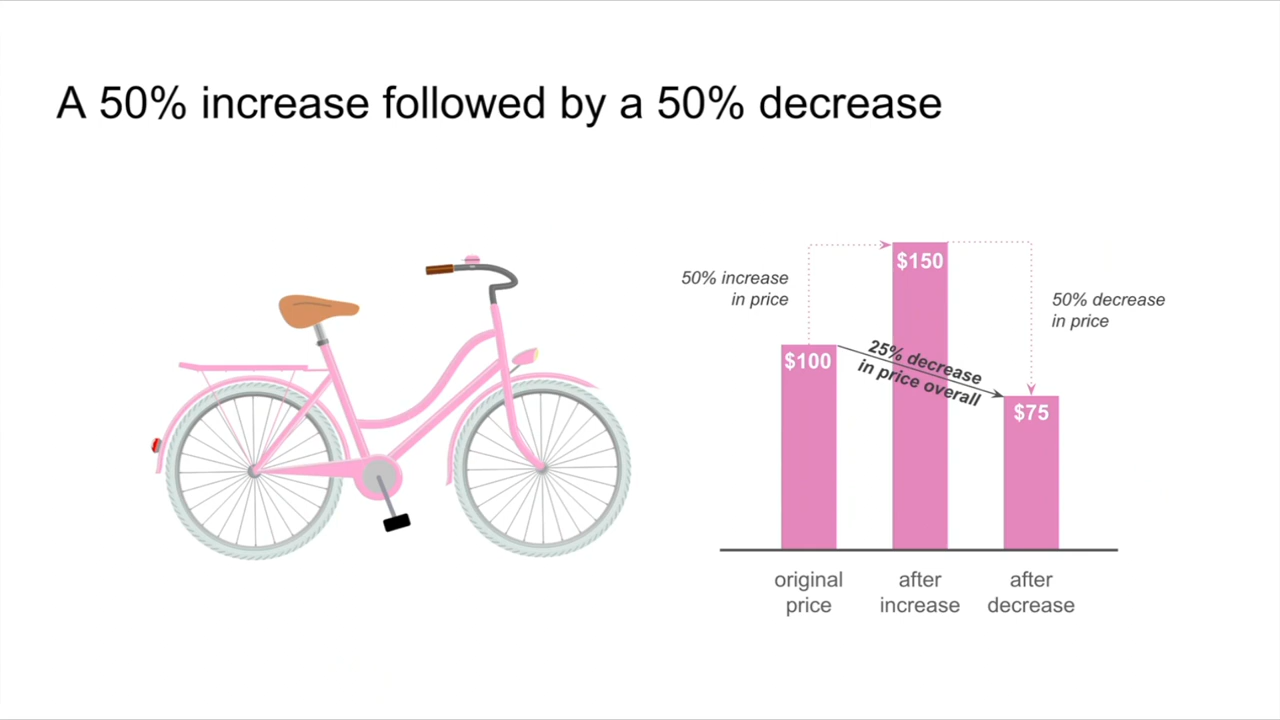 A 50% increase followed by a 50% decrease
50% increase
in price
$100
$150
25% decrease
in price overall
50% decrease
in price
$75
original
price
after
increase
after
decrease